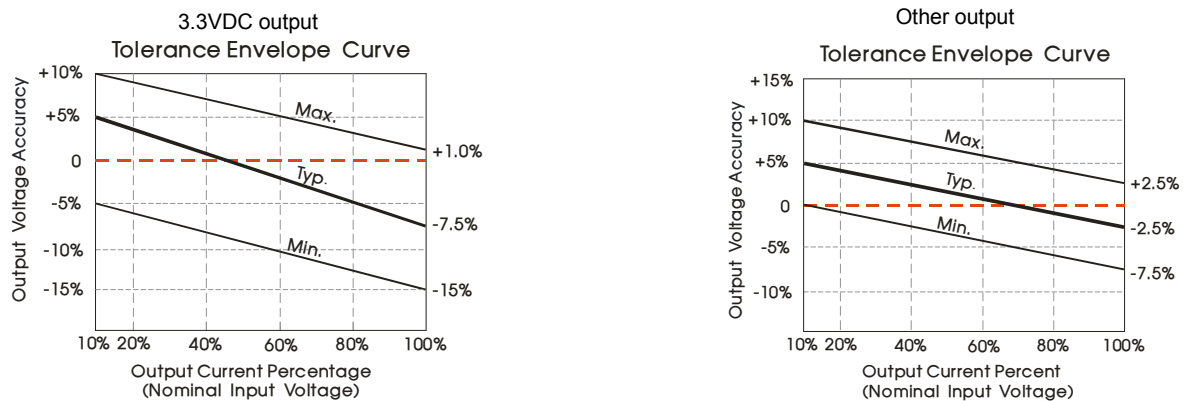 3.3VDC output
Tolerance Envelope Curve
Output Voltage Accuracy
+10%
+5%
0
-5%
-10%
-15%
Max.
Typ.
Min.
+1.0%
-7.5%
-15%
10% 20% 40% 60% 80% 100%
Output Current Percentage
(Nominal Input Voltage)
Other output
Tolerance Envelope Curve
Output Voltage Accuracy
+15%
+10%
+5%
0
-5%
-10%
Max.
Typ.
Min.
+2.5%
-2.5%
-7.5%
10% 20% 40% 60% 80% 100%
Output Current Percent
(Nominal Input Voltage)